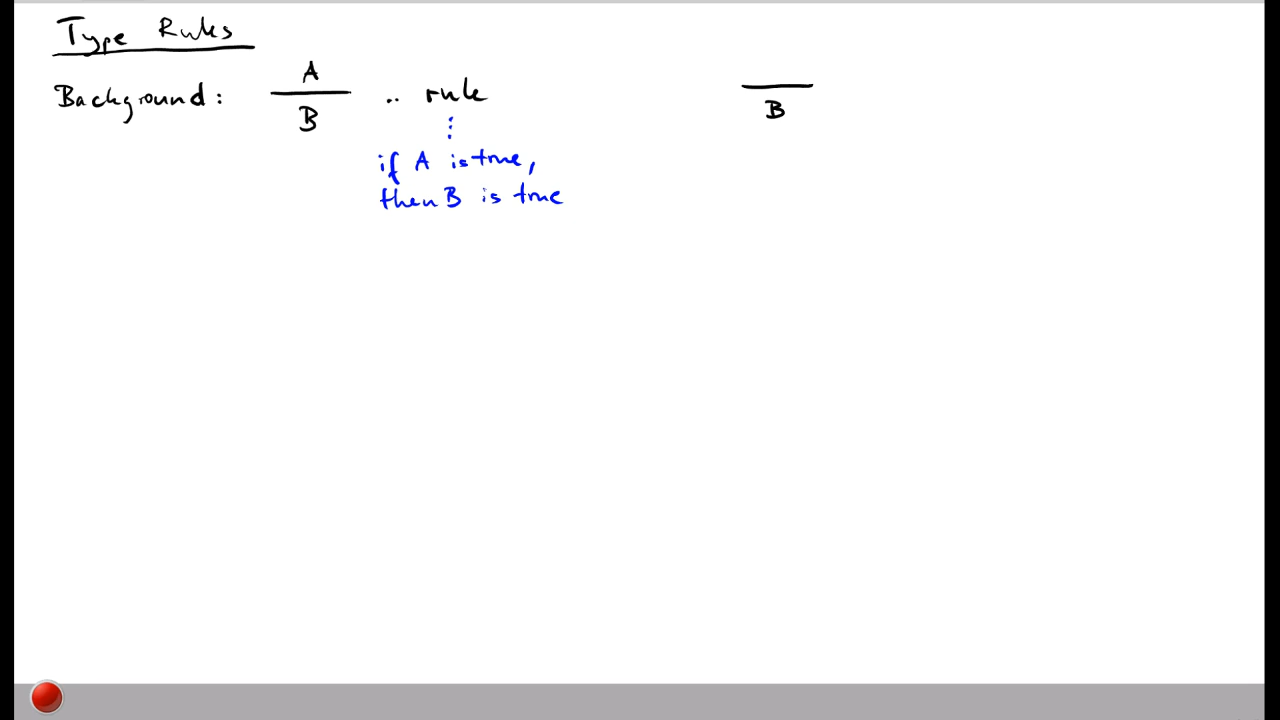 Type Rules
A
Background: .. rule
B B
if A is true,
then B is true